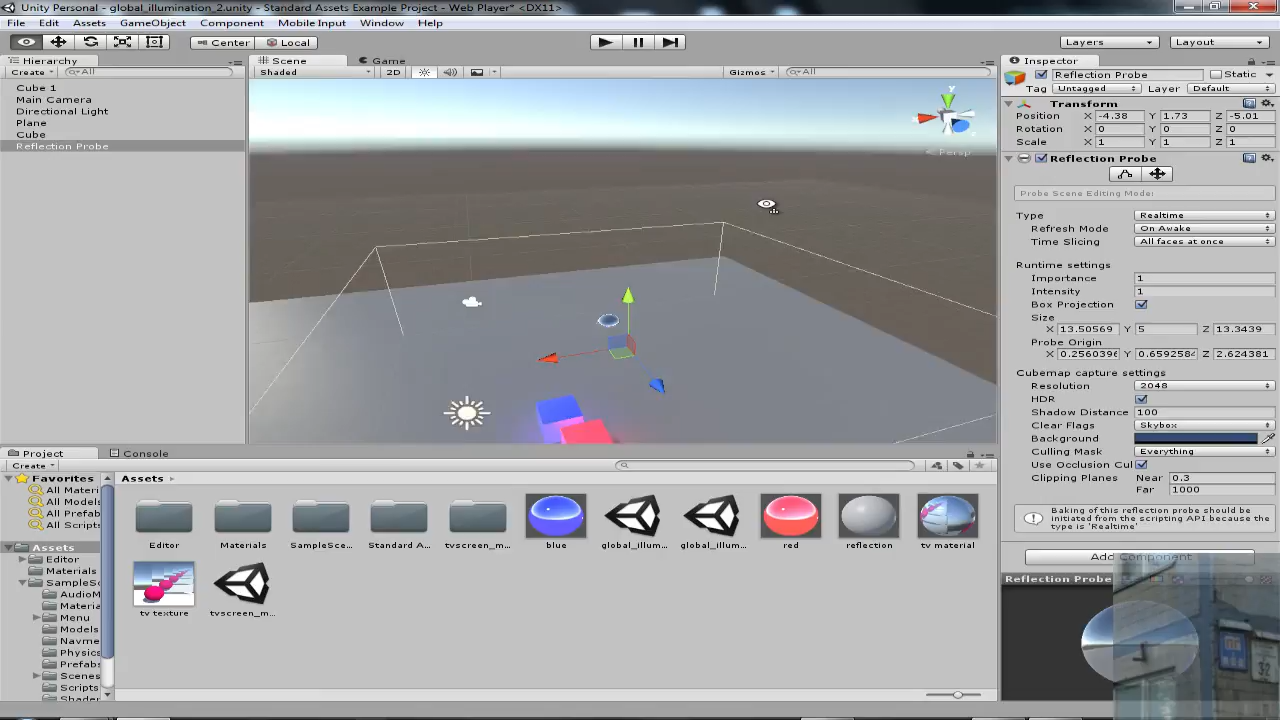 Unity Personal - global_illumination_2.unity - Standard Assets Example Project - Web Player* <DX11>
File Edit Assets GameObject Component Mobile Input Window Help
Center Local Layers Layout
Hierarchy Scene Game Inspector
Create All Shaded 2D Gizmos All
Cube 1
Main Camera
Directional Light
Plane
Cube
Reflection Probe
y
Persp
Reflection Probe Static
Tag Untagged Layer Default
Transform
Position X -4.38 Y 1.73 Z -5.01
Rotation X 0 Y 0 Z 0
Scale X 1 Y 1 Z 1
Reflection Probe
Probe Scene Editing Mode:
Type Realtime
Refresh Mode On Awake
Time Slicing All faces at once
Runtime settings
Importance 1
Intensity 1
Box Projection
Size
X 13.50569 Y 5 Z 13.3439
Probe Origin
X 0.2560396 Y 0.6592584 Z 2.624381
Cubemap capture settings
Resolution 2048
HDR
Shadow Distance 100
Clear Flags Skybox
Background
Culling Mask Everything
Use Occlusion Cul
Clipping Planes Near 0.3
Far 1000
Baking of this reflection probe should be
initiated from the scripting API because the
type is 'Realtime'
Add Component
Reflection Probe
32
Project Console
Create
Favorites
All Materi
All Models
All Prefab
All Scripts
Assets
Editor
Materials
SampleSc
AudioM
Materia
Menu
Models
Navme
Physics
Prefabs
Scenes
Scripts
Shader
Assets
Editor Materials SampleSce... Standard A... tvscreen_m... blue global_illum... global_illum... red reflection tv material
tv texture tvscreen_m...